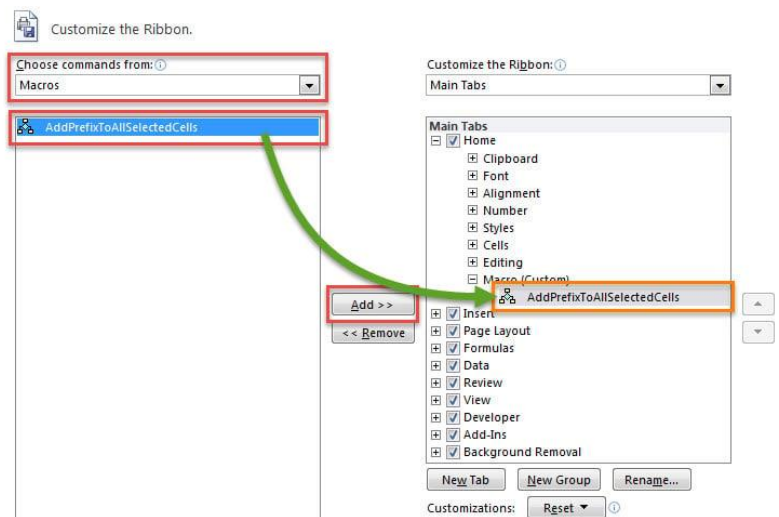 Customize the Ribbon.
Choose commands from:
Macros
AddPrefixToAllSelectedCells
Add >>
<< Remove
Customize the Ribbon:
Main Tabs
Main Tabs
Home
Clipboard
Font
Alignment
Number
Styles
Cells
Editing
Macro (Custom)
AddPrefixToAllSelectedCells
Insert
Page Layout
Formulas
Data
Review
View
Developer
Add-Ins
Background Removal
New Tab
New Group
Rename...
Customizations:
Reset